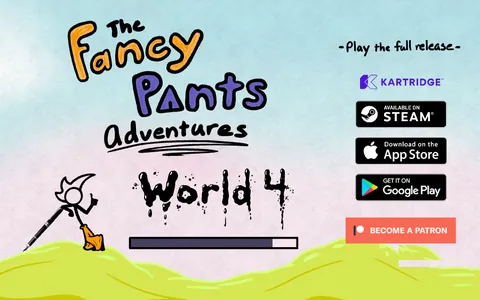 The
Fancy
Pants
Adventures
World 4
-Play the full release-
KARTRIDGE
AVAILABLE ON
STEAM
Download on the
App Store
GET IT ON
Google Play
BECOME A PATRON